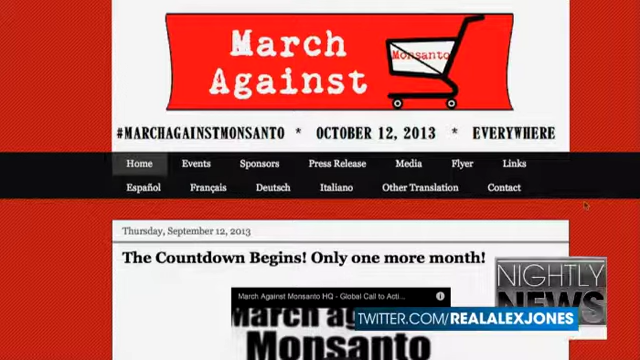 March
Against
Monsanto
#MARCHAGAINSTMONSANTO * OCTOBER 12, 2013 * EVERYWHERE
Home Events Sponsors Press Release Media Flyer Links
Español Français Deutsch Italiano Other Translation Contact
Thursday, September 12, 2013
The Countdown Begins! Only one more month!
March Against Monsanto HQ - Global Call to Acti...
March against
Monsanto
NIGHTLY
NEWS
TWITTER.COM/REALALEXJONES